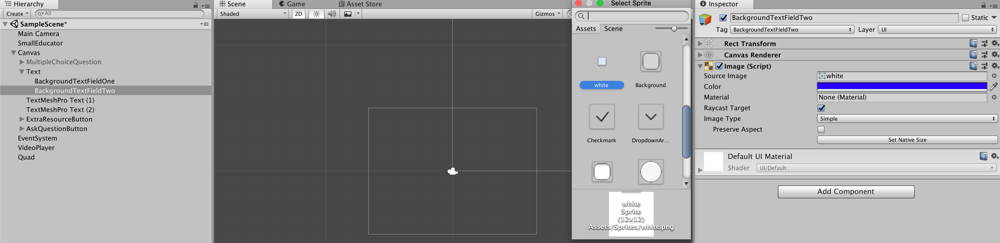 Hierarchy
Create
All
SampleScene*
Main Camera
SmallEducator
Canvas
MultipleChoiceQuestion
Text
BackgroundTextFieldOne
BackgroundTextFieldTwo
TextMeshPro Text (1)
TextMeshPro Text (2)
ExtraResourceButton
AskQuestionButton
EventSystem
VideoPlayer
Quad
Scene
Game
Asset Store
Shaded
2D
Gizmos
Select Sprite
Assets
Scene
white
Background
Checkmark
DropdownAr...
white
Sprite
(12x12)
Assets/Sprites/white.png
Inspector
BackgroundTextFieldTwo
Static
Tag
BackgroundTextFieldTwo
Layer
UI
Rect Transform
Canvas Renderer
Image (Script)
Source Image
white
Color
Material
None (Material)
Raycast Target
Image Type
Simple
Preserve Aspect
Set Native Size
Default UI Material
Shader
UI/Default
Add Component